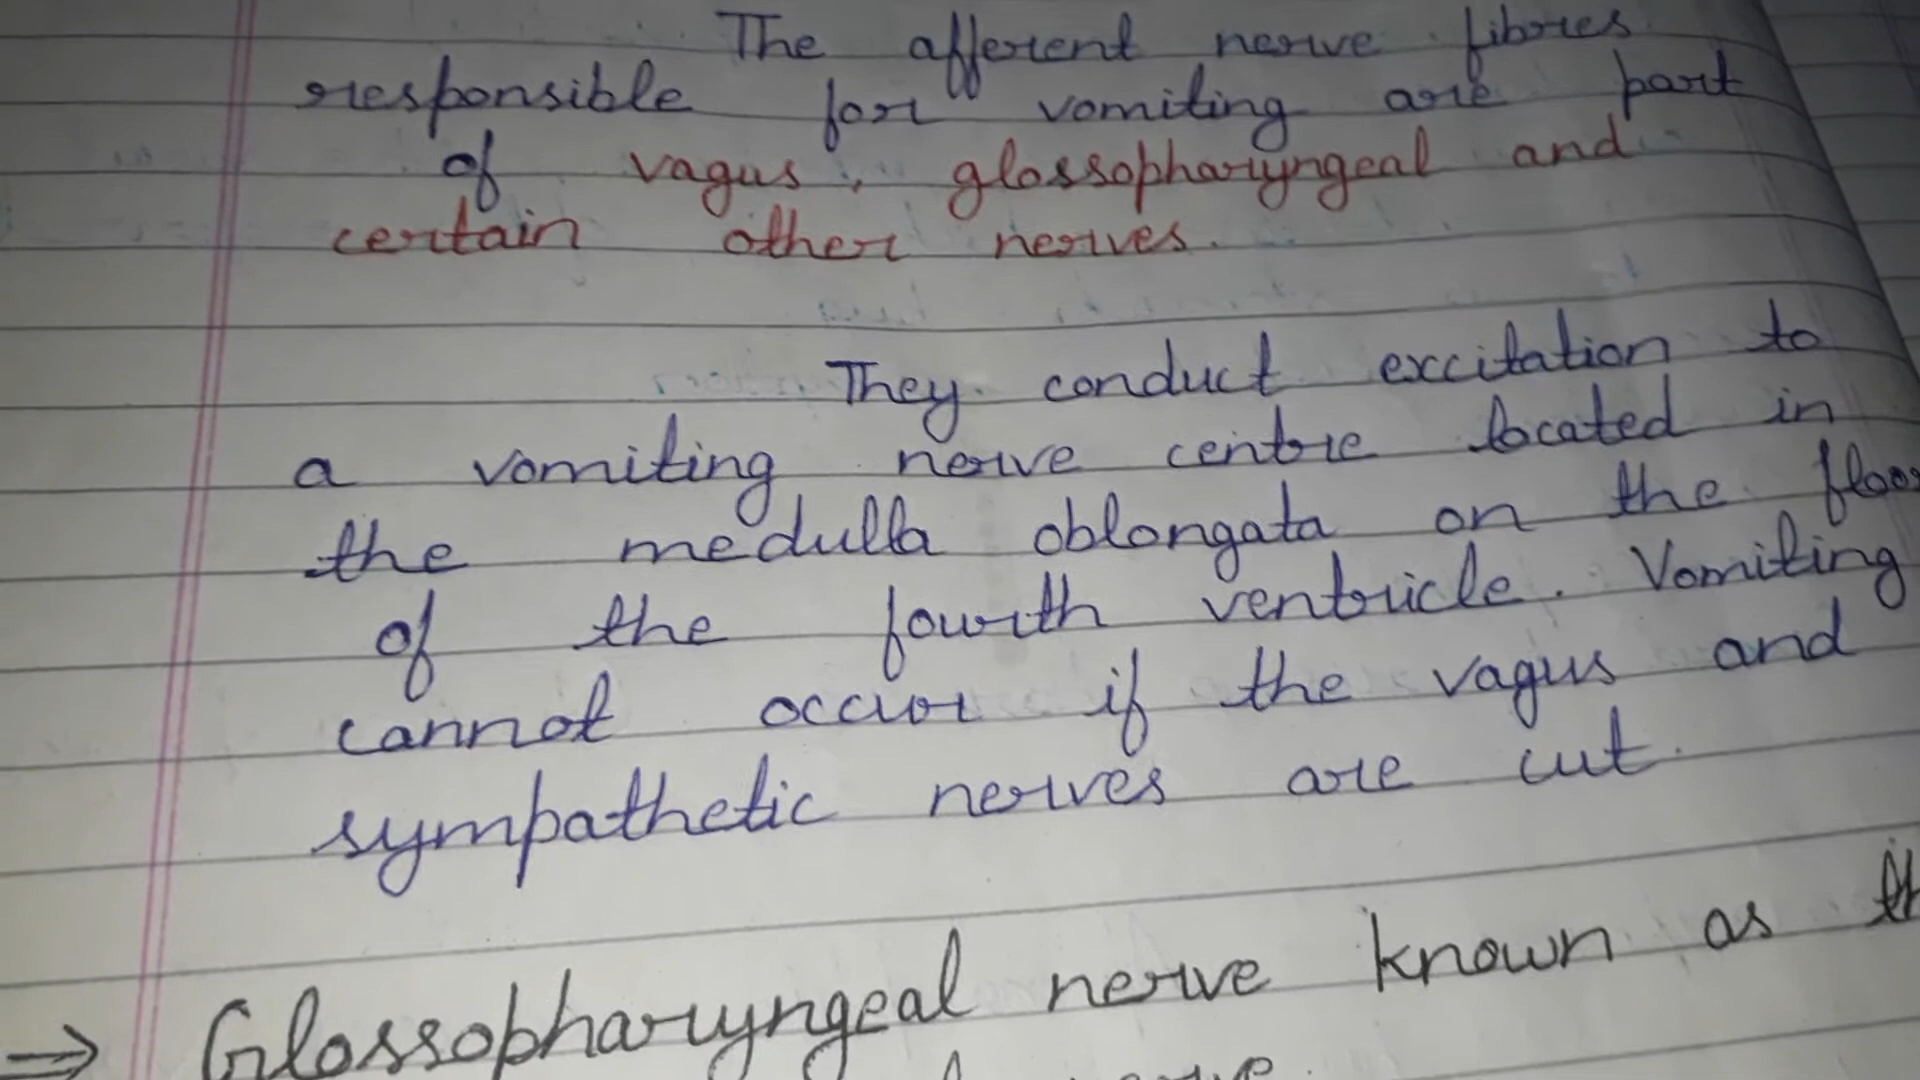 The afferent nerve fibres
responsible for vomiting are part
of vagus, glossopharyngeal and
certain other nerves.
They conduct excitation to
a vomiting nerve centre located in
the medulla oblongata on the floor
of the fourth ventricle. Vomiting
cannot occur if the vagus and
sympathetic nerves are cut.
⇒ Glossopharyngeal nerve known as